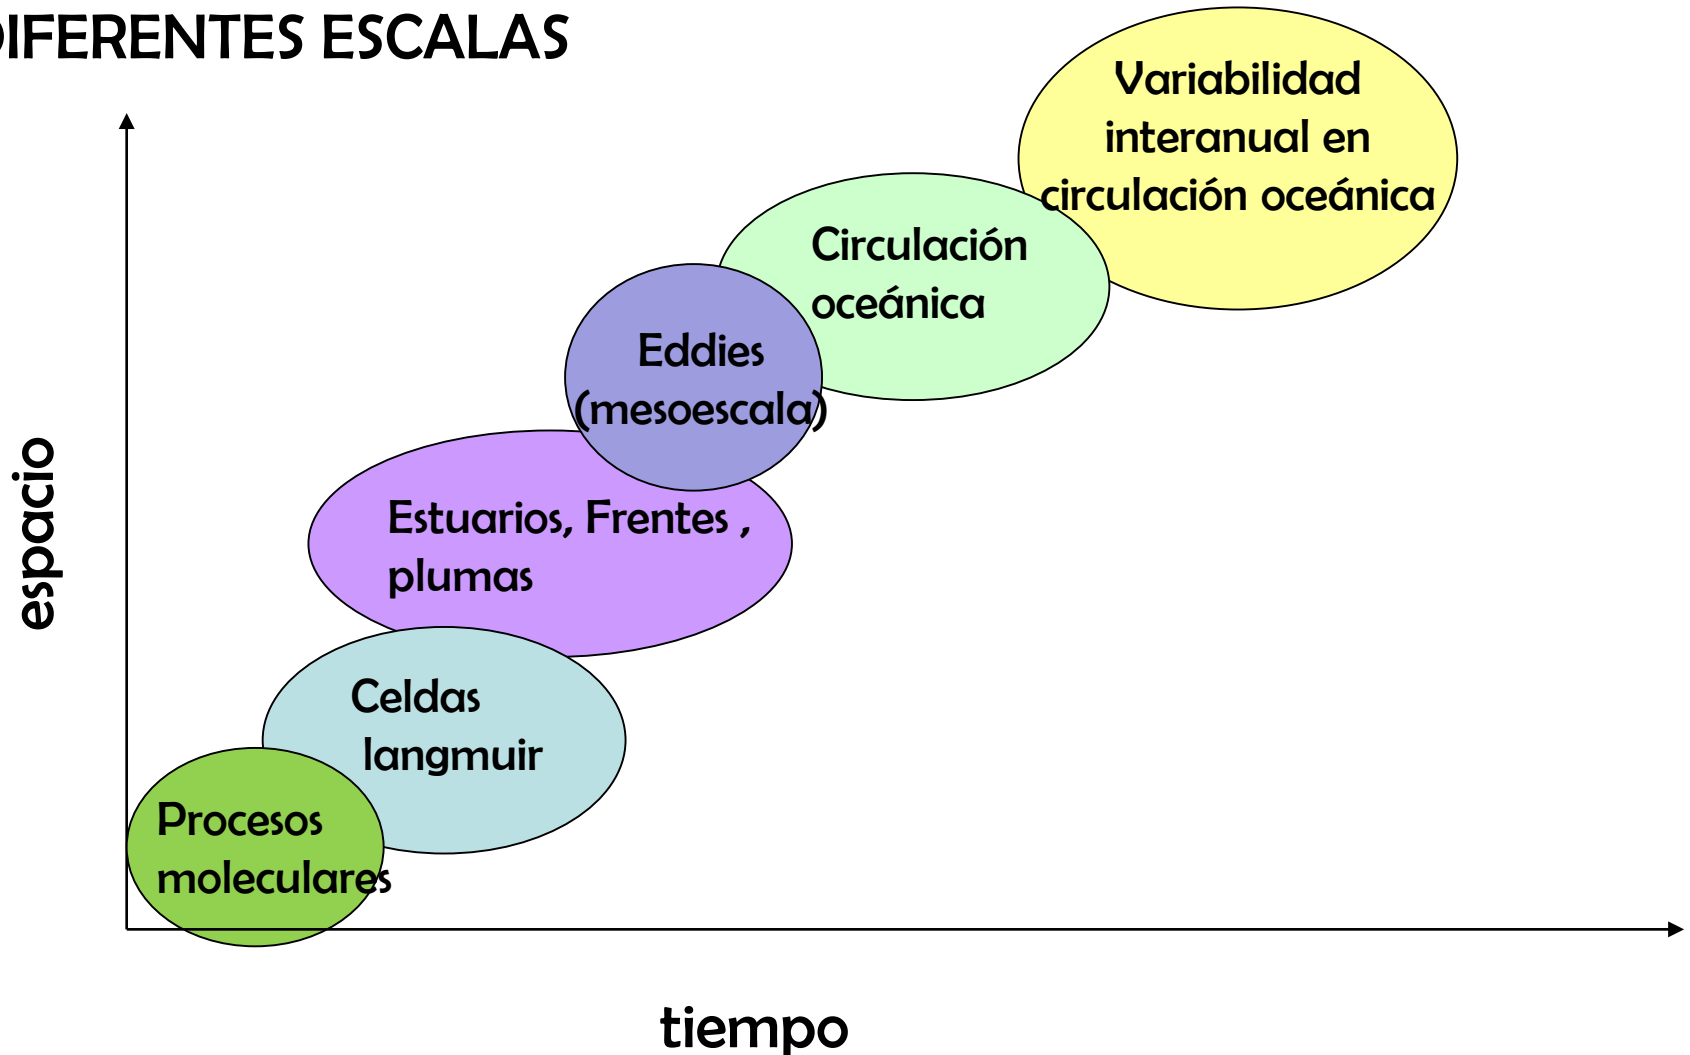 DIFERENTES ESCALAS
Variabilidad
interanual en
circulación oceánica
Circulación
oceánica
Eddies
(mesoescala)
Estuarios, Frentes ,
plumas
Celdas
langmuir
Procesos
moleculares
espacio
tiempo